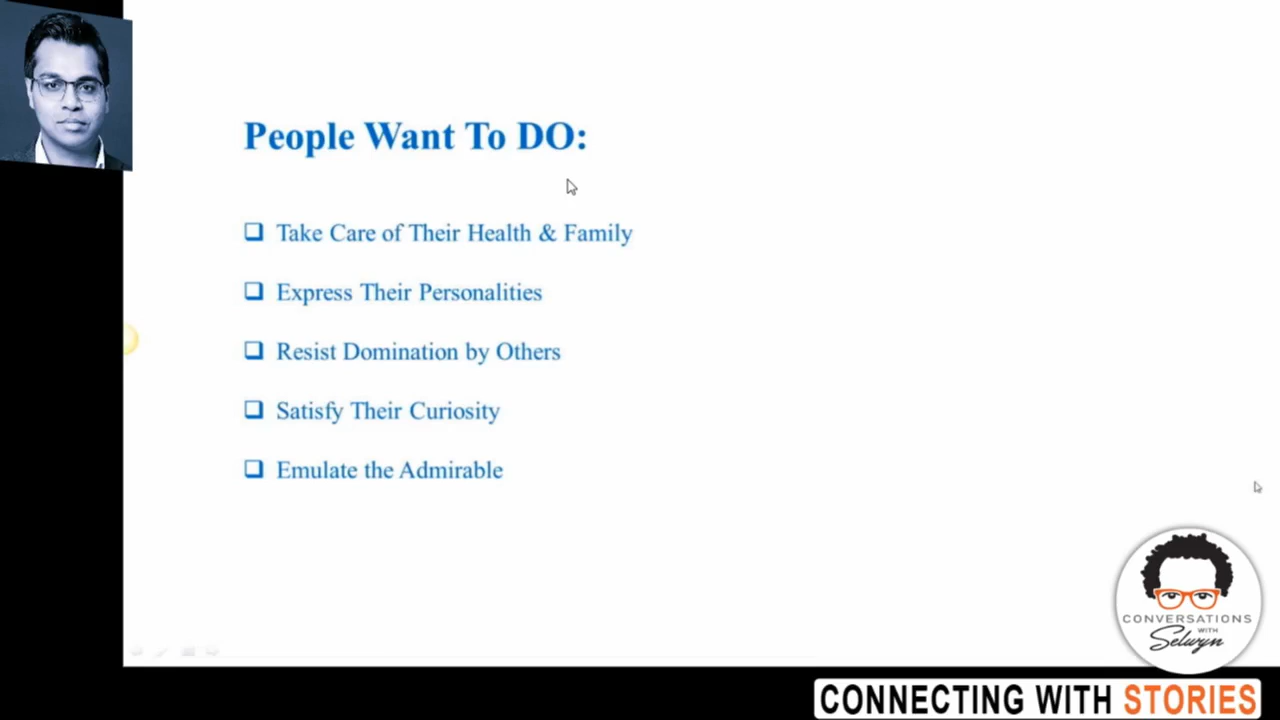 People Want To DO:
Take Care of Their Health & Family
Express Their Personalities
Resist Domination by Others
Satisfy Their Curiosity
Emulate the Admirable
CONVERSATIONS
WITH
Selwyn
CONNECTING WITH STORIES